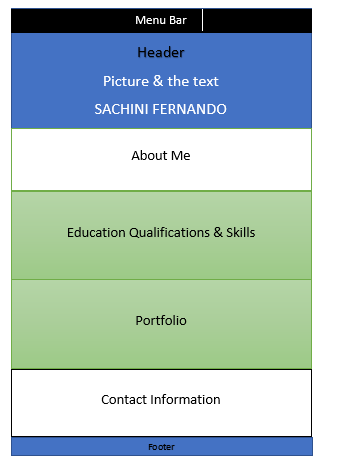 Menu Bar
Header
Picture & the text
SACHINI FERNANDO
About Me
Education Qualifications & Skills
Portfolio
Contact Information
Footer